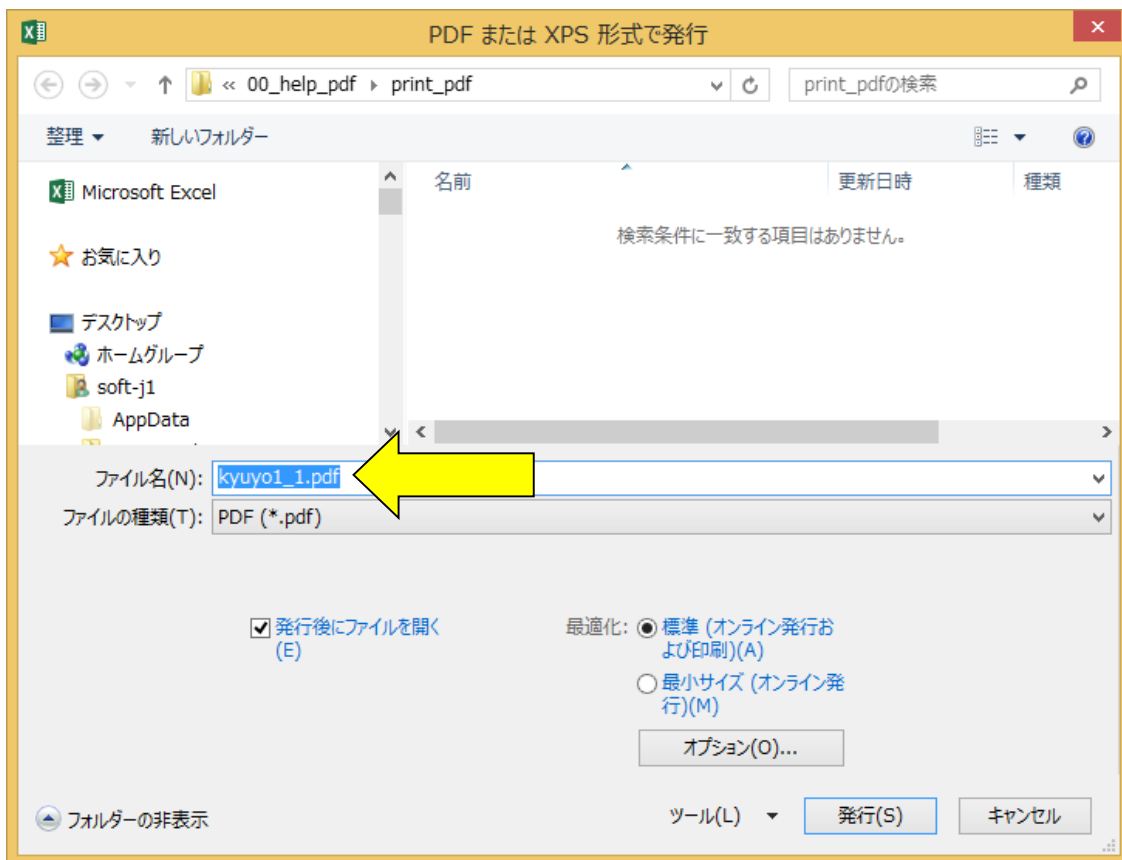 PDF または XPS 形式で発行
« 00_help_pdf
print_pdf
print_pdfの検索
整理
新しいフォルダー
Microsoft Excel
お気に入り
デスクトップ
ホームグループ
soft-j1
AppData
名前
更新日時
種類
検索条件に一致する項目はありません。
ファイル名(N):
kyuyo1_1.pdf
ファイルの種類(T):
PDF (*.pdf)
発行後にファイルを開く
(E)
最適化:
標準 (オンライン発行お
よび印刷)(A)
最小サイズ (オンライン発
行)(M)
オプション(O)...
フォルダーの非表示
ツール(L)
発行(S)
キャンセル